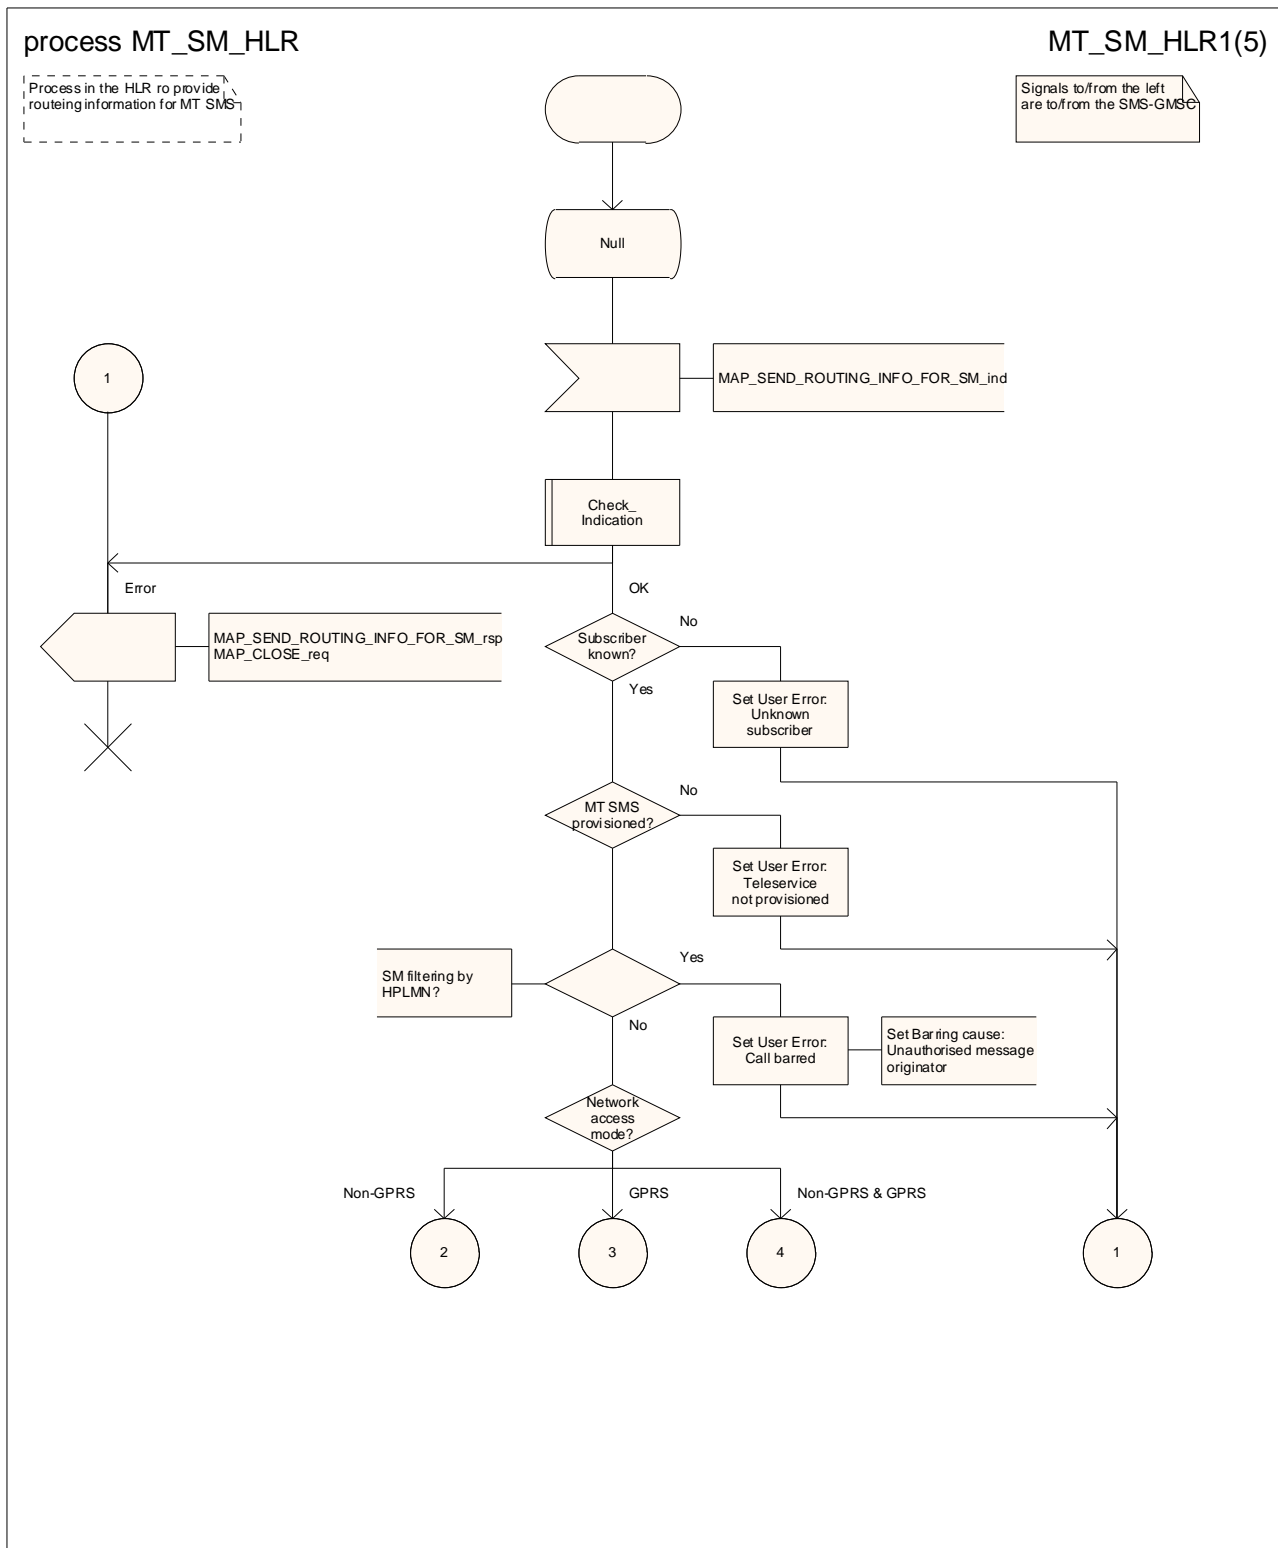 process MT_SM_HLR
MT_SM_HLR1(5)
Process in the HLR ro provide
routeing information for MT SMS
Signals to/from the left
are to/from the SMS-GMSC
Null
1
MAP_SEND_ROUTING_INFO_FOR_SM_ind
Check_
Indication
Error
OK
MAP_SEND_ROUTING_INFO_FOR_SM_rsp
MAP_CLOSE_req
Subscriber
known?
No
Yes
Set User Error:
Unknown
subscriber
MT SMS
provisioned?
No
Set User Error:
Teleservice
not provisioned
SM filtering by
HPLMN?
Yes
No
Set User Error:
Call barred
Set Barring cause:
Unauthorised message
originator
Network
access
mode?
Non-GPRS
GPRS
Non-GPRS & GPRS
2
3
4
1